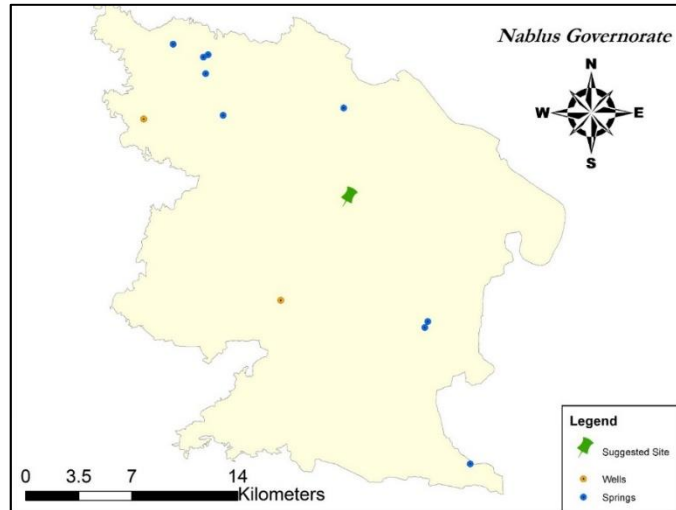 Nablus Governorate
N
W E
S
0 3.5 7 14
Kilometers
Legend
Suggested Site
Wells
Springs